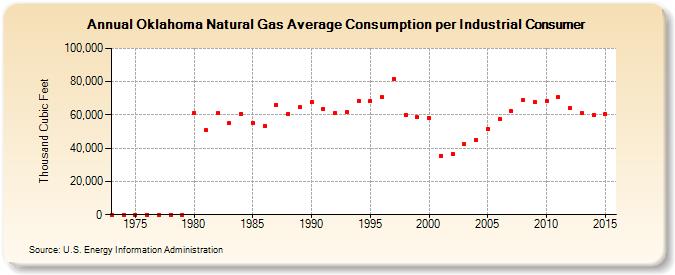 Annual Oklahoma Natural Gas Average Consumption per Industrial Consumer
Thousand Cubic Feet
100,000
80,000
60,000
40,000
20,000
0
1975 1980 1985 1990 1995 2000 2005 2010 2015
Source: U.S. Energy Information Administration